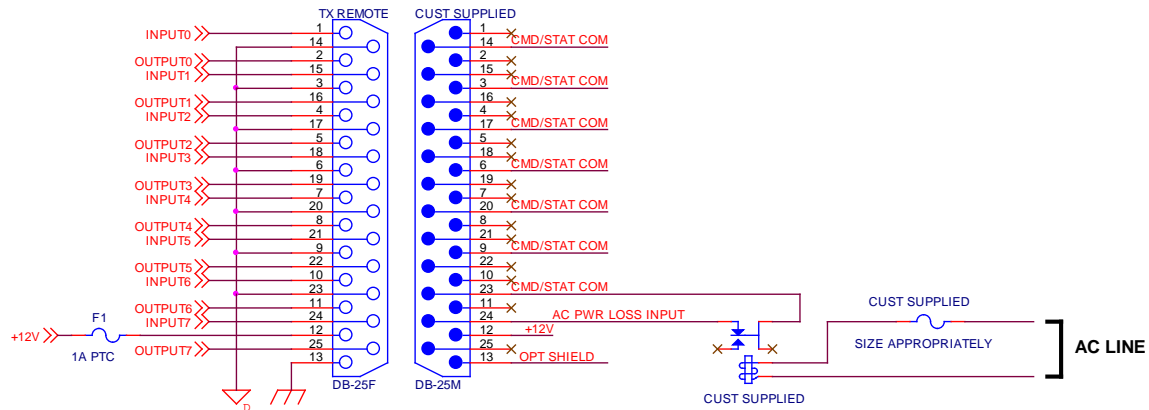 TX REMOTE CUST SUPPLIED
INPUT0 1 1
14 14 CMD/STAT COM
OUTPUT0 2 2
INPUT1 15 15
3 3 CMD/STAT COM
OUTPUT1 16 16
INPUT2 4 4
17 17 CMD/STAT COM
OUTPUT2 5 5
INPUT3 18 18
6 6 CMD/STAT COM
OUTPUT3 19 19
INPUT4 7 7
20 20 CMD/STAT COM
OUTPUT4 8 8
INPUT5 21 21
9 9 CMD/STAT COM
OUTPUT5 22 22
INPUT6 10 10
23 23 CMD/STAT COM
OUTPUT6 11 11
CUST SUPPLIED
F1 INPUT7 24 24 AC PWR LOSS INPUT
+12V 12 12 +12V
SIZE APPROPRIATELY
AC LINE
1A PTC OUTPUT7 25 25
13 13 OPT SHIELD
DB-25F DB-25M
CUST SUPPLIED
D